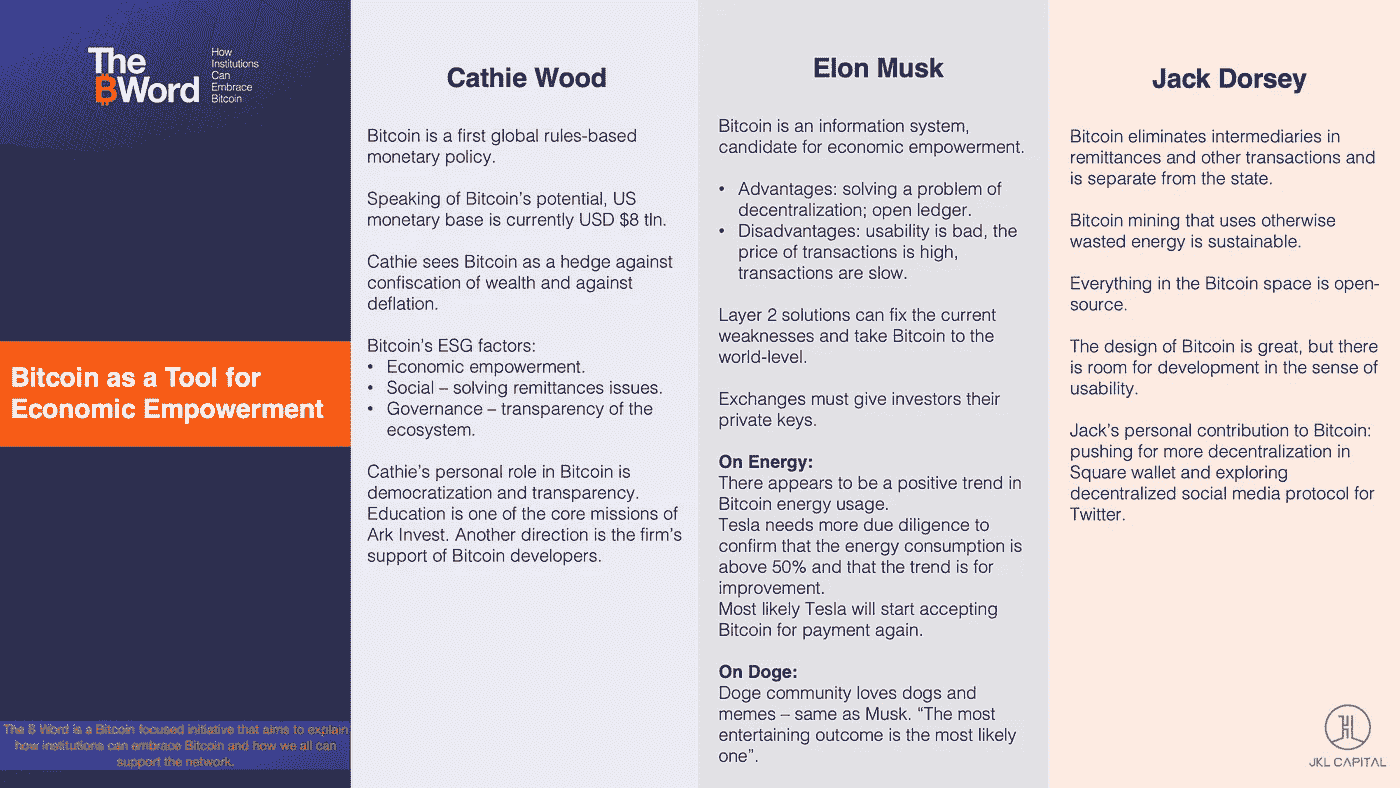 The
BWord
How
Institutions
Can
Embrace
Bitcoin
Bitcoin as a Tool for
Economic Empowerment
The B Word is a Bitcoin focused initiative that aims to explain
how institutions can embrace Bitcoin and how we all can
support the network.
Cathie Wood
Bitcoin is a first global rules-based
monetary policy.
Speaking of Bitcoin's potential, US
monetary base is currently USD $8 tln.
Cathie sees Bitcoin as a hedge against
confiscation of wealth and against
deflation.
Bitcoin's ESG factors:
• Economic empowerment.
• Social – solving remittances issues.
• Governance – transparency of the
ecosystem.
Cathie's personal role in Bitcoin is
democratization and transparency.
Education is one of the core missions of
Ark Invest. Another direction is the firm's
support of Bitcoin developers.
Elon Musk
Bitcoin is an information system,
candidate for economic empowerment.
• Advantages: solving a problem of
decentralization; open ledger.
• Disadvantages: usability is bad, the
price of transactions is high,
transactions are slow.
Layer 2 solutions can fix the current
weaknesses and take Bitcoin to the
world-level.
Exchanges must give investors their
private keys.
On Energy:
There appears to be a positive trend in
Bitcoin energy usage.
Tesla needs more due diligence to
confirm that the energy consumption is
above 50% and that the trend is for
improvement.
Most likely Tesla will start accepting
Bitcoin for payment again.
On Doge:
Doge community loves dogs and
memes – same as Musk. “The most
entertaining outcome is the most likely
one”.
Jack Dorsey
Bitcoin eliminates intermediaries in
remittances and other transactions and
is separate from the state.
Bitcoin mining that uses otherwise
wasted energy is sustainable.
Everything in the Bitcoin space is open-
source.
The design of Bitcoin is great, but there
is room for development in the sense of
usability.
Jack's personal contribution to Bitcoin:
pushing for more decentralization in
Square wallet and exploring
decentralized social media protocol for
Twitter.
JKL CAPITAL